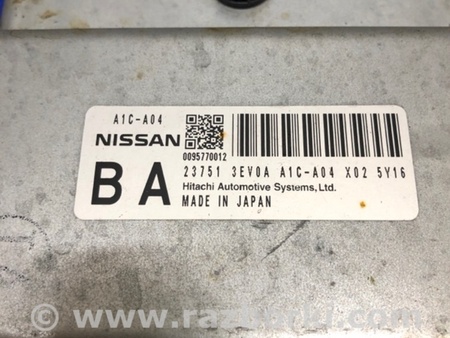 A1C-A04
NISSAN
0095770012
BA
23751 3EV0A A1C-A04 X02 5Y16
Hitachi Automotive Systems,Ltd.
MADE IN JAPAN